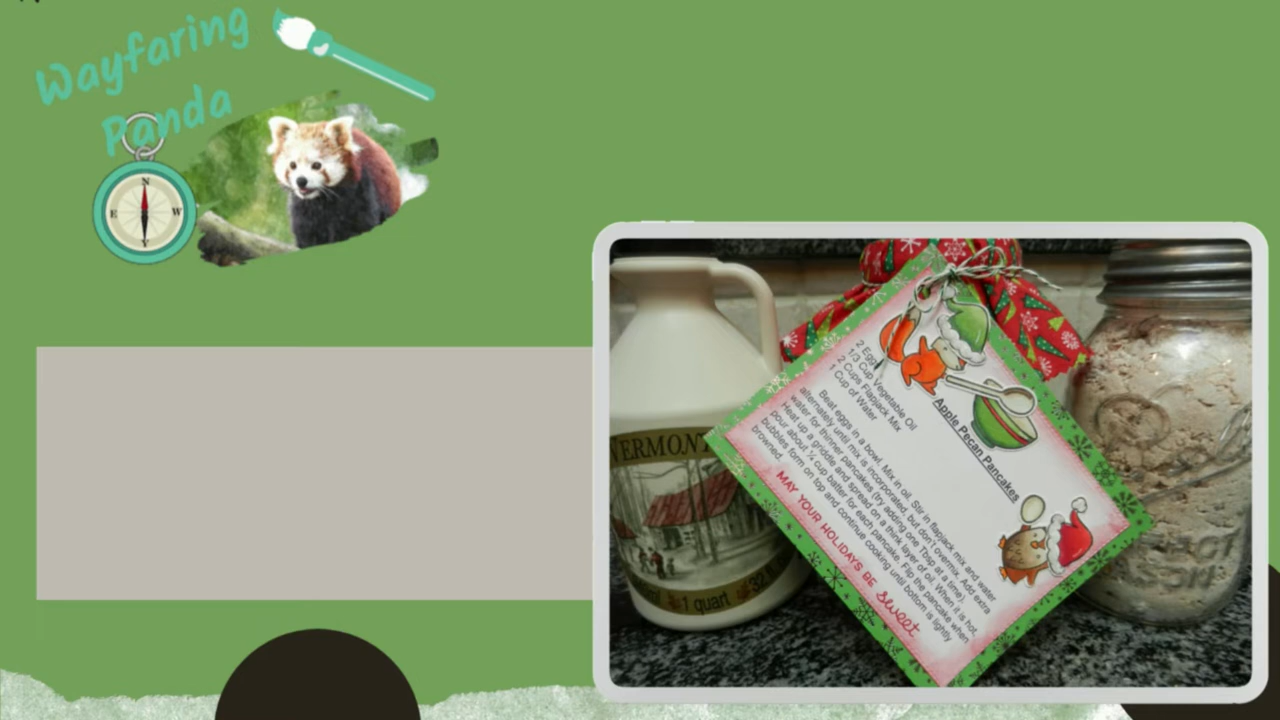 Wayfaring
Panda
N
E
W
VERMONT
1 quart
2 Eggs
1/3 Cup Vegetable Oil
2 Cups Flapjack Mix
1 Cup of Water
Apple Pecan Pancakes
Beat eggs in a bowl. Mix in oil. Stir in flapjack mix and water
alternately until mix is incorporated, but don't overmix. Add extra
water for thinner pancakes (try adding one Tbsp at a time).
Heat up a griddle and spread on a think layer of oil. When it is hot,
pour about ¼ cup batter for each pancake. Flip the pancake when
bubbles form on top and continue cooking until bottom is lightly
browned.
MAY YOUR HOLIDAYS BE sweet